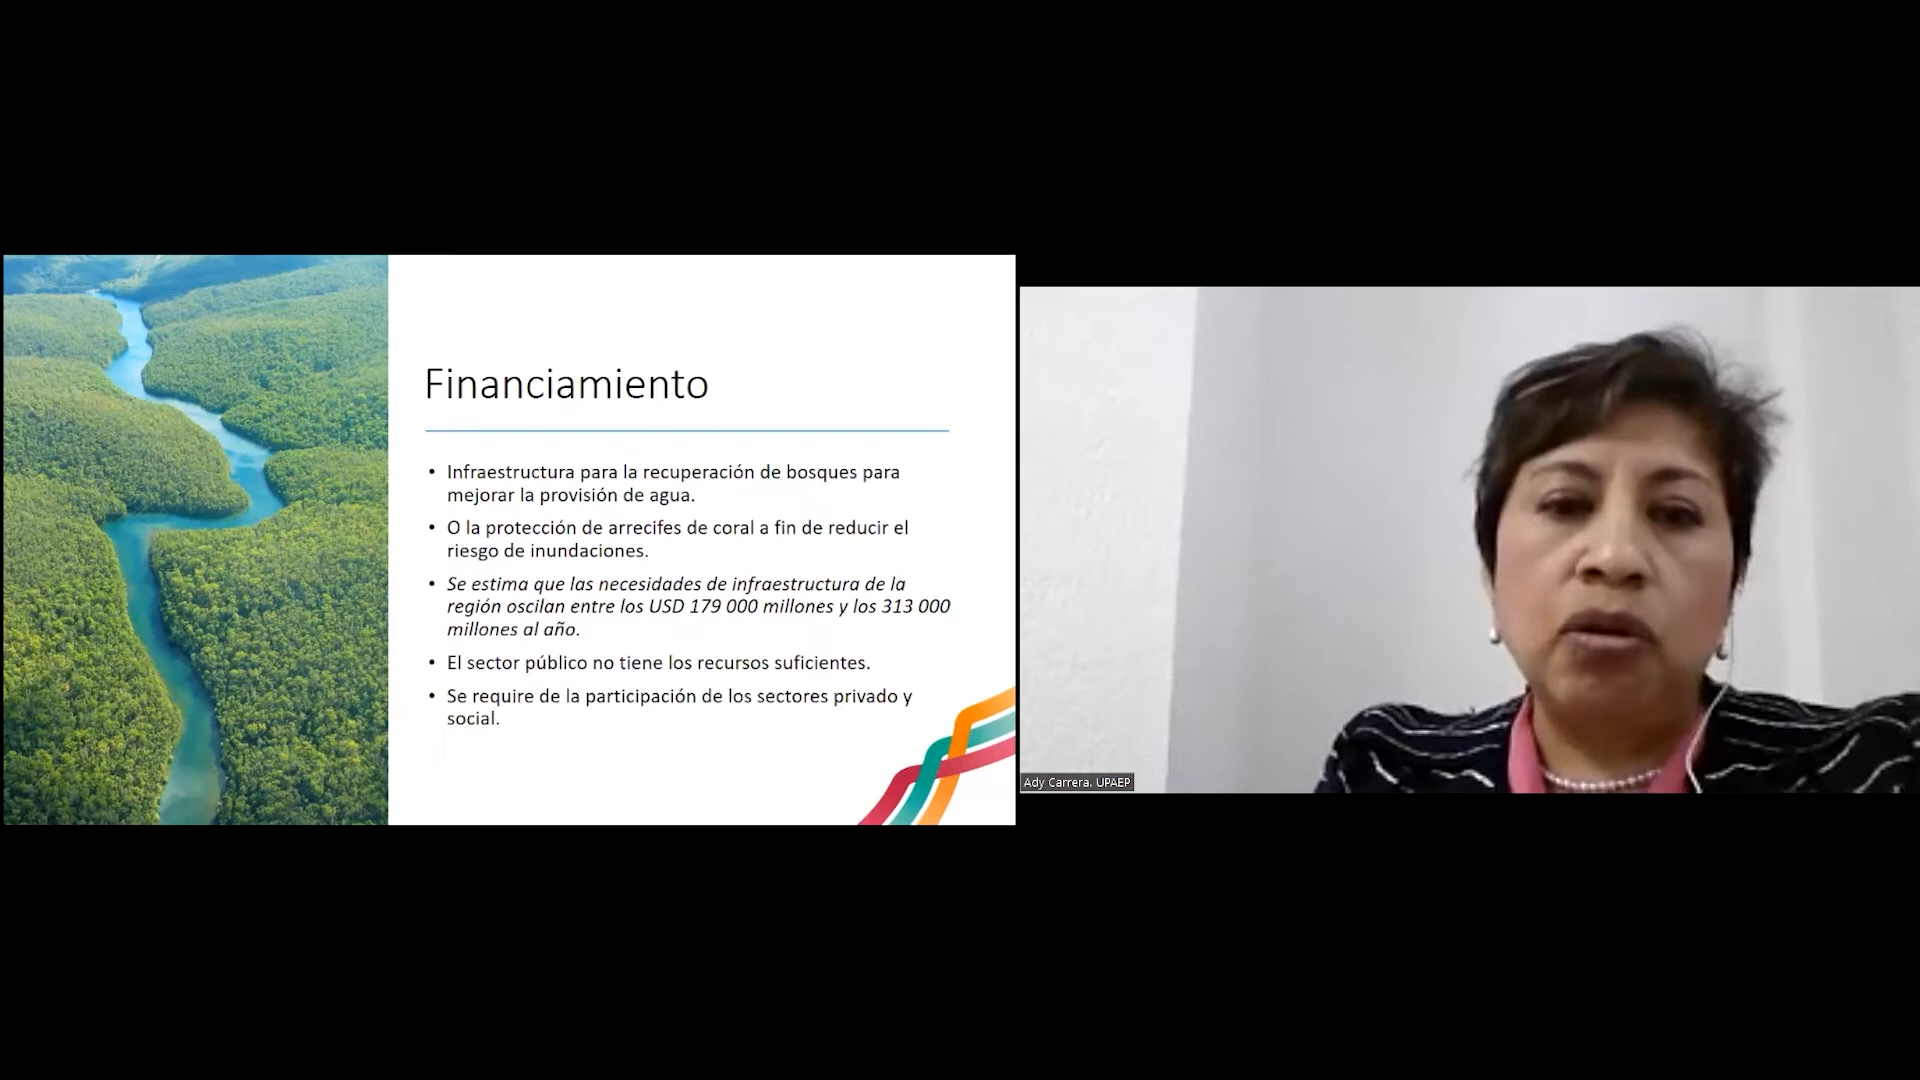 Financiamiento
• Infraestructura para la recuperación de bosques para
mejorar la provisión de agua.
• O la protección de arrecifes de coral a fin de reducir el
riesgo de inundaciones.
• Se estima que las necesidades de infraestructura de la
región oscilan entre los USD 179 000 millones y los 313 000
millones al año.
• El sector público no tiene los recursos suficientes.
• Se require de la participación de los sectores privado y
social.
Ady Carrera. UPAEP